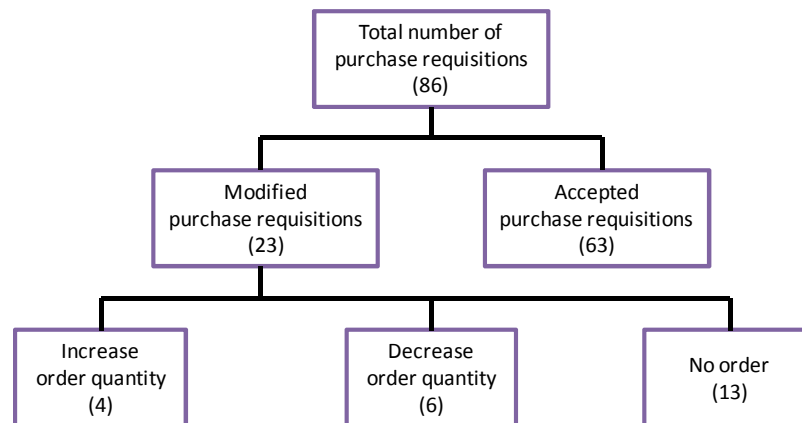 Total number of
purchase requisitions
(86)
Modified
purchase requisitions
(23)
Accepted
purchase requisitions
(63)
Increase
order quantity
(4)
Decrease
order quantity
(6)
No order
(13)